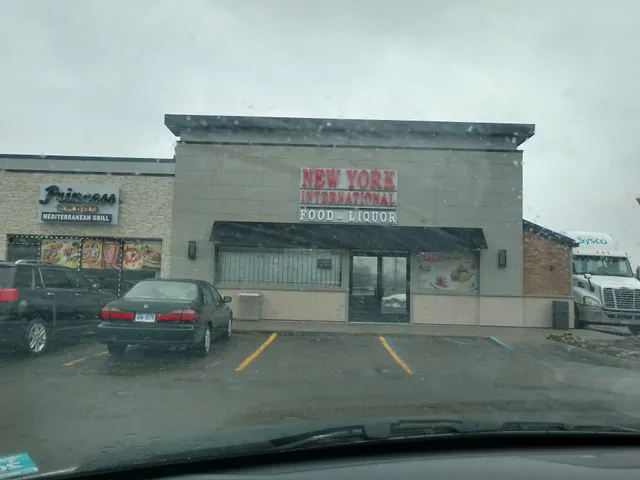 Princess
MEDITERRANEAN GRILL
NEW YORK
INTERNATIONAL
FOOD - LIQUOR
Sysco